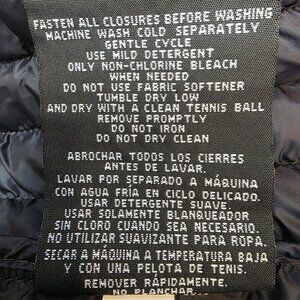 FASTEN ALL CLOSURES BEFORE WASHING
MACHINE WASH COLD SEPARATELY
GENTLE CYCLE
USE MILD DETERGENT
ONLY NON-CHLORINE BLEACH
WHEN NEEDED
DO NOT USE FABRIC SOFTENER
TUMBLE DRY LOW
AND DRY WITH A CLEAN TENNIS BALL
REMOVE PROMPTLY
DO NOT IRON
DO NOT DRY CLEAN
ABROCHAR TODOS LOS CIERRES
ANTES DE LAVAR.
LAVAR POR SEPARADO A MÁQUINA
CON AGUA FRÍA EN CICLO DELICADO.
USAR DETERGENTE SUAVE.
USAR SOLAMENTE BLANQUEADOR
SIN CLORO CUANDO SEA NECESARIO.
NO UTILIZAR SUAVIZANTE PARA ROPA.
SECAR A MÁQUINA A TEMPERATURA BAJA
Y CON UNA PELOTA DE TENIS.
REMOVER RÁPIDAMENTE.
NO PLANCHAR.